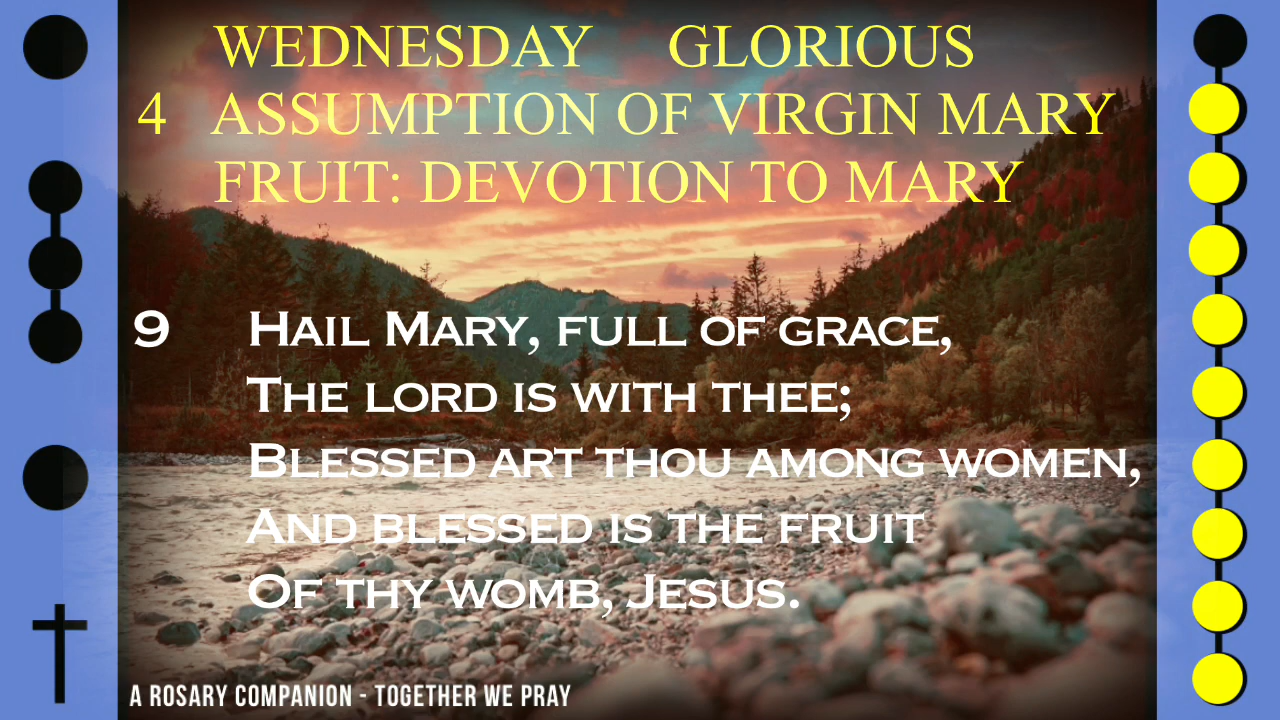 WEDNESDAY GLORIOUS
4 ASSUMPTION OF VIRGIN MARY
FRUIT: DEVOTION TO MARY
9 Hail Mary, full of grace,
The Lord is with thee;
Blessed art thou among women,
And blessed is the fruit
Of thy womb, Jesus.
A ROSARY COMPANION - TOGETHER WE PRAY